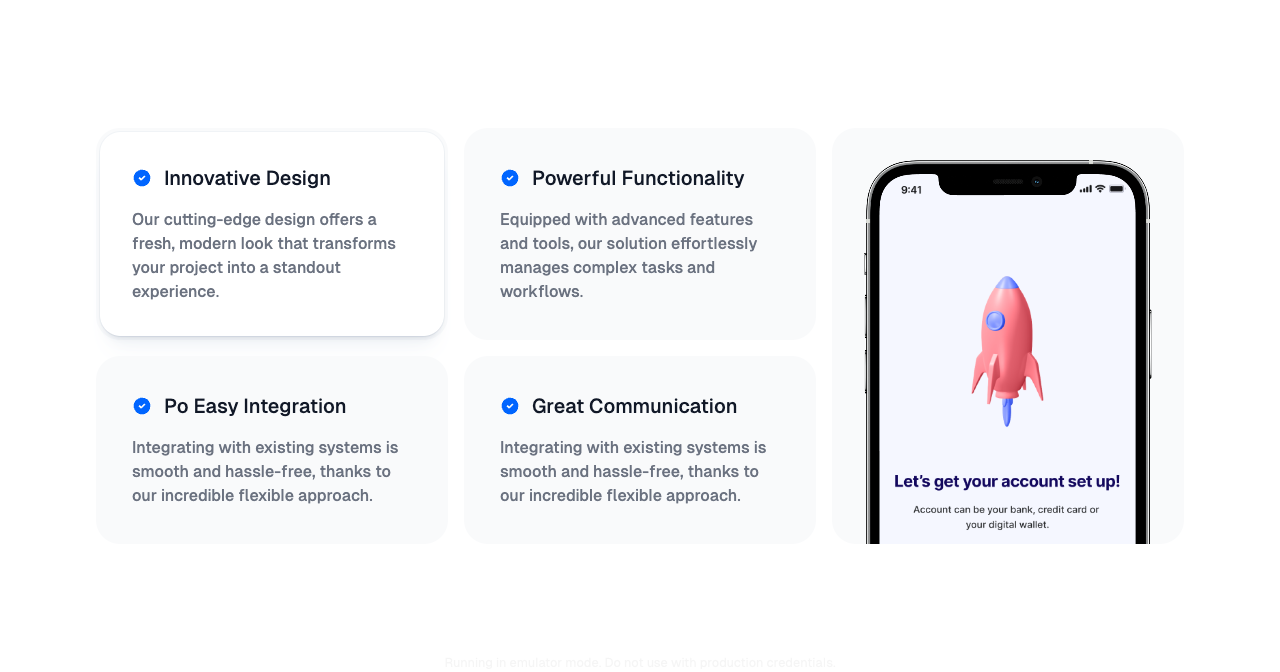 Innovative Design
Our cutting-edge design offers a
fresh, modern look that transforms
your project into a standout
experience.
Powerful Functionality
Equipped with advanced features
and tools, our solution effortlessly
manages complex tasks and
workflows.
Po Easy Integration
Integrating with existing systems is
smooth and hassle-free, thanks to
our incredible flexible approach.
Great Communication
Integrating with existing systems is
smooth and hassle-free, thanks to
our incredible flexible approach.
9:41
Let's get your account set up!
Account can be your bank, credit card or
your digital wallet.
Running in emulator mode. Do not use with production credentials.